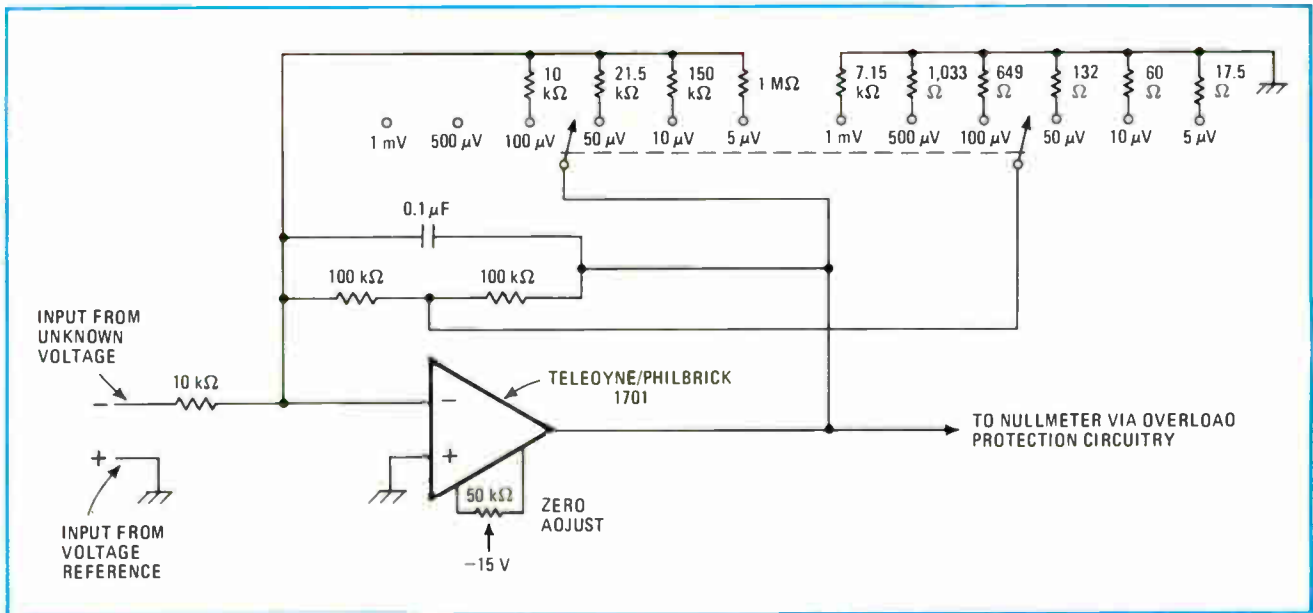 10 kΩ
21.5 kΩ
150 kΩ
1 MΩ
7.15 kΩ
1,033 Ω
649 Ω
132 Ω
60 Ω
17.5 Ω
1 mV
500 μV
100 μV
50 μV
10 μV
5 μV
1 mV
500 μV
100 μV
50 μV
10 μV
5 μV
0.1 μF
100 kΩ
100 kΩ
INPUT FROM
UNKNOWN
VOLTAGE
10 kΩ
TELEDYNE/PHILBRICK
1701
−
+
−
+
TO NULLMETER VIA OVERLOAD
PROTECTION CIRCUITRY
50 kΩ
ZERO
ADJUST
−15 V
INPUT FROM
VOLTAGE
REFERENCE